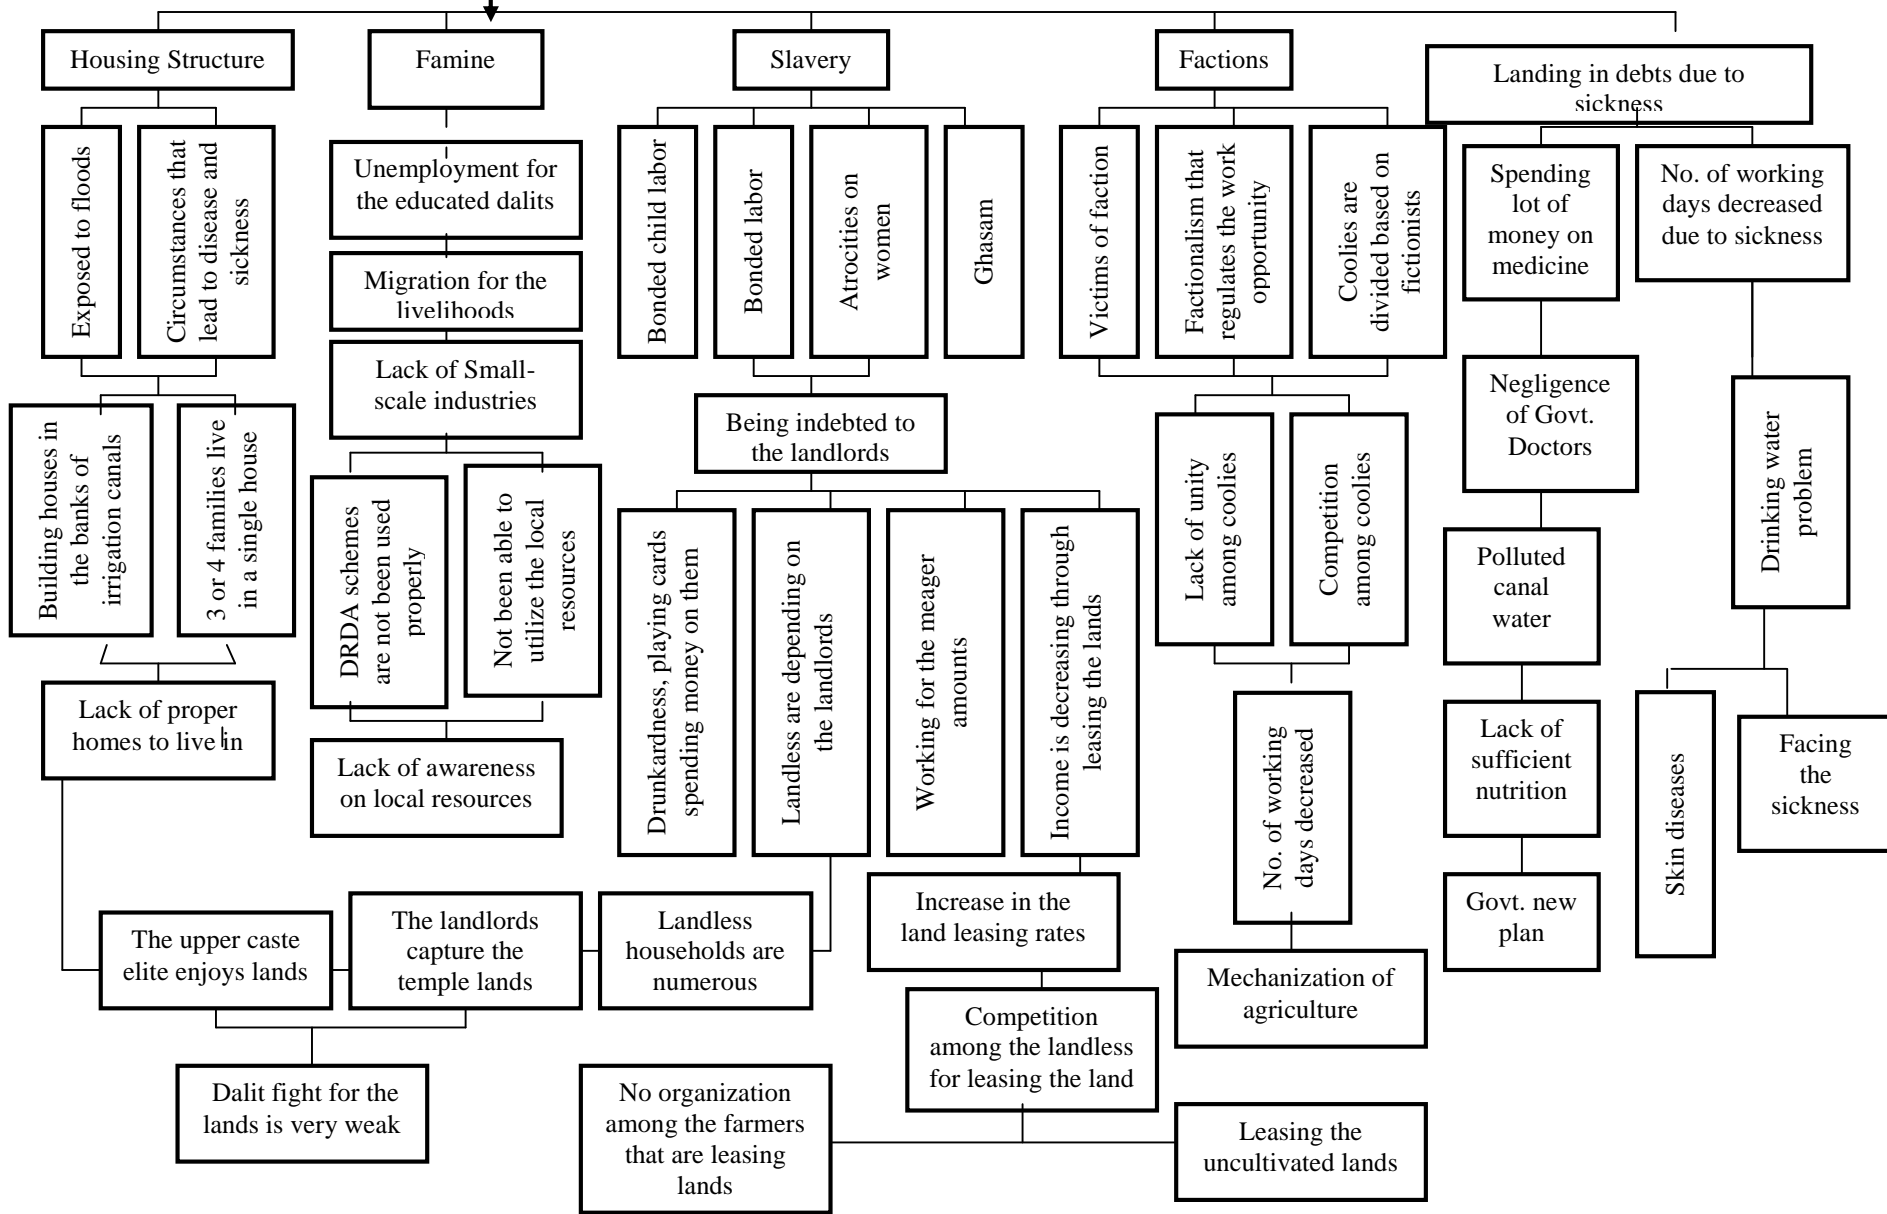 Housing Structure
Famine
Slavery
Factions
Landing in debts due to
sickness
Exposed to floods
Circumstances that
lead to disease and
sickness
Unemployment for
the educated dalits
Migration for the
livelihoods
Lack of Small-
scale industries
Bonded child labor
Bonded labor
Atrocities on
women
Ghasam
Victims of faction
Factionalism that
regulates the work
opportunity
Coolies are
divided based on
fictionists
Spending
lot of
money on
medicine
No. of working
days decreased
due to sickness
Building houses in
the banks of
irrigation canals
3 or 4 families live
in a single house
DRDA schemes
are not been used
properly
Not been able to
utilize the local
resources
Being indebted to
the landlords
Drunkardness, playing cards
spending money on them
Landless are depending on
the landlords
Working for the meager
amounts
Income is decreasing through
leasing the lands
Lack of unity
among coolies
Competition
among coolies
Negligence
of Govt.
Doctors
Drinking water
problem
Polluted
canal
water
Lack of proper
homes to live in
Lack of awareness
on local resources
No. of working
days decreased
Lack of
sufficient
nutrition
Skin diseases
Facing
the
sickness
The upper caste
elite enjoys lands
The landlords
capture the
temple lands
Landless
households are
numerous
Increase in the
land leasing rates
Mechanization of
agriculture
Govt. new
plan
Competition
among the landless
for leasing the land
Dalit fight for the
lands is very weak
No organization
among the farmers
that are leasing
lands
Leasing the
uncultivated lands